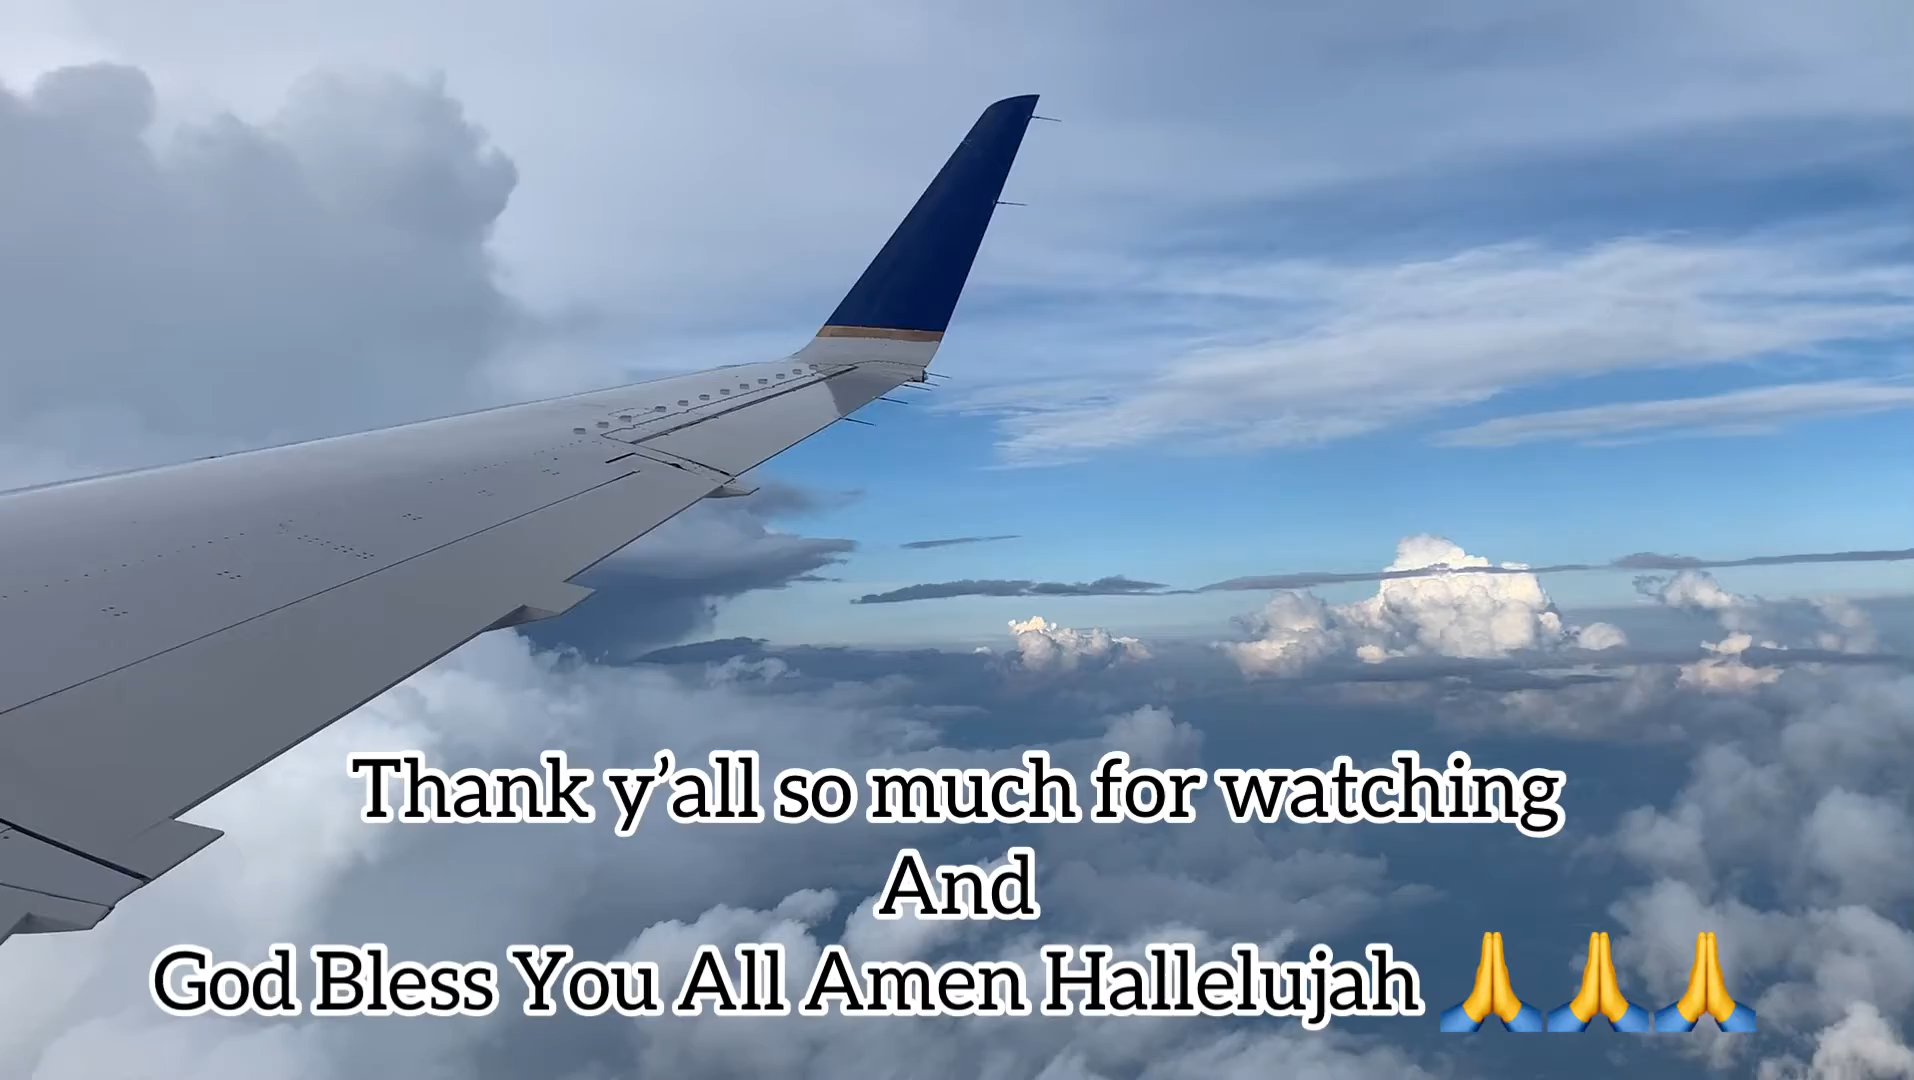 Thank y’all so much for watching
And
God Bless You All Amen Hallelujah 🙏🙏🙏